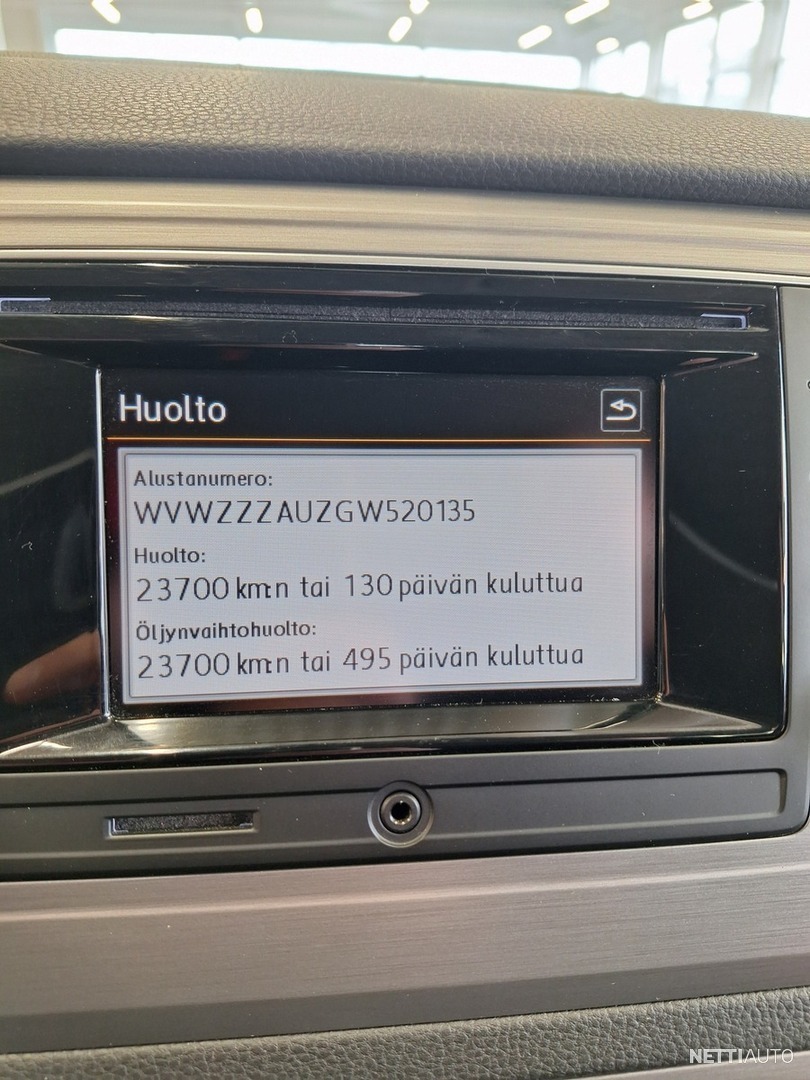 Huolto
Alustanumero:
WVWZZZAUZGW520135
Huolto:
23700 km:n tai 130 päivän kuluttua
Öljynvaihtohuolto:
23700 km:n tai 495 päivän kuluttua
NETTIAUTO